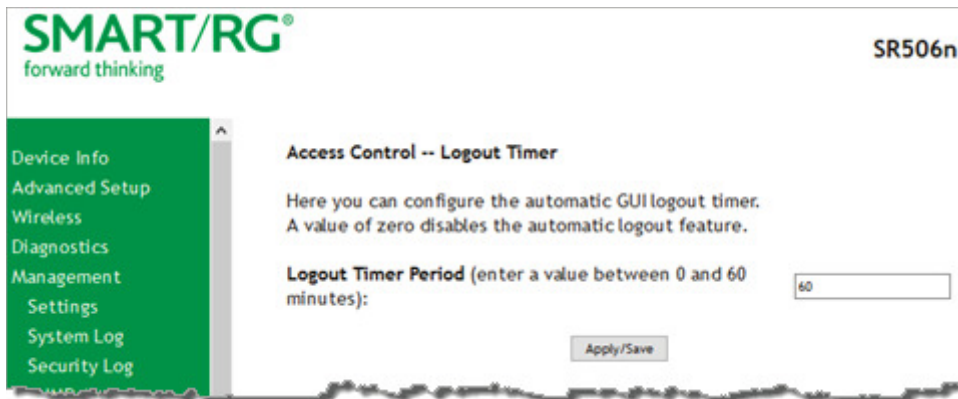 SMART/RG®
forward thinking
SR506n
Device Info
Advanced Setup
Wireless
Diagnostics
Management
Settings
System Log
Security Log
Access Control -- Logout Timer
Here you can configure the automatic GUI logout timer.
A value of zero disables the automatic logout feature.
Logout Timer Period (enter a value between 0 and 60
minutes):
60
Apply/Save